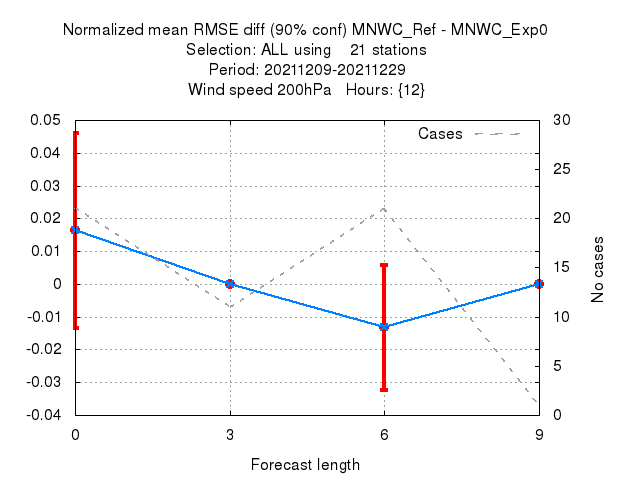 Normalized mean RMSE diff (90% conf) MNWC_Ref - MNWC_Exp0
Selection: ALL using 21 stations
Period: 20211209-20211229
Wind speed 200hPa Hours: {12}
Cases
0.05
0.04
0.03
0.02
0.01
0
-0.01
-0.02
-0.03
-0.04
30
25
20
15
10
5
0
No cases
0 3 6 9
Forecast length